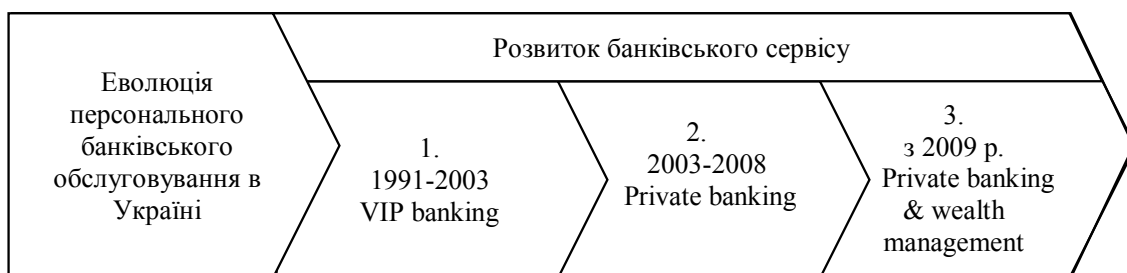 Еволюція
персонального
банківського
обслуговування в
Україні
Розвиток банківського сервісу
1.
1991-2003
VIP banking
2.
2003-2008
Private banking
3.
з 2009 р.
Private banking
& wealth
management